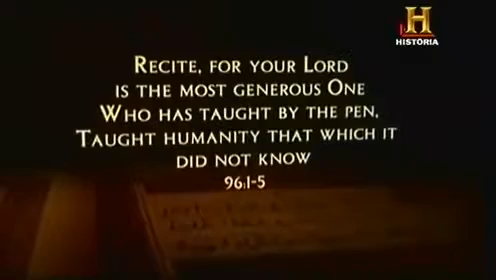 H
HISTORIA
RECITE, FOR YOUR LORD
IS THE MOST GENEROUS ONE
WHO HAS TAUGHT BY THE PEN,
TAUGHT HUMANITY THAT WHICH IT
DID NOT KNOW
96:1-5